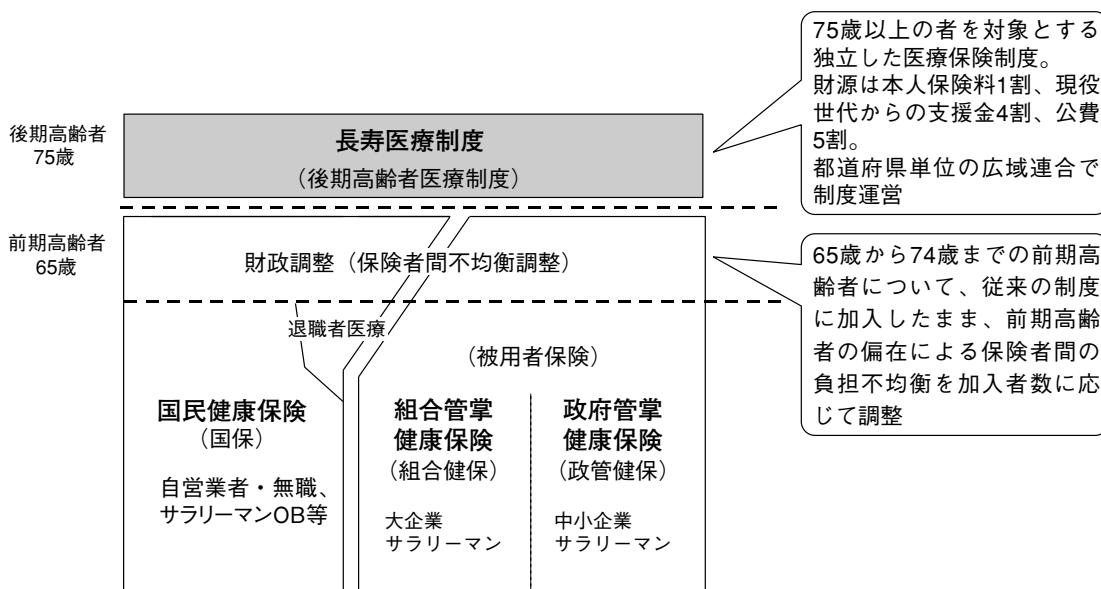 75歳以上の者を対象とする
独立した医療保険制度。
財源は本人保険料1割、現役
世代からの支援金4割、公費
5割。
都道府県単位の広域連合で
制度運営
後期高齢者
75歳
長寿医療制度
（後期高齢者医療制度）
前期高齢者
65歳
財政調整（保険者間不均衡調整）
65歳から74歳までの前期高
齢者について、従来の制度
に加入したまま、前期高齢
者の偏在による保険者間の
負担不均衡を加入者数に応
じて調整
退職者医療
（被用者保険）
国民健康保険
（国保）
自営業者・無職、
サラリーマンOB等
組合管掌
健康保険
（組合健保）
大企業
サラリーマン
政府管掌
健康保険
（政管健保）
中小企業
サラリーマン